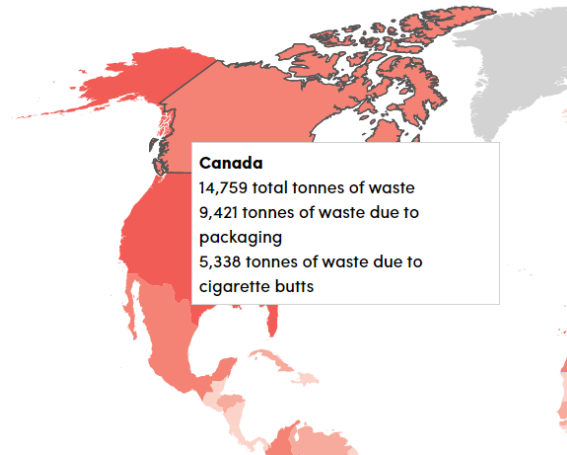 Canada
14,759 total tonnes of waste
9,421 tonnes of waste due to
packaging
5,338 tonnes of waste due to
cigarette butts